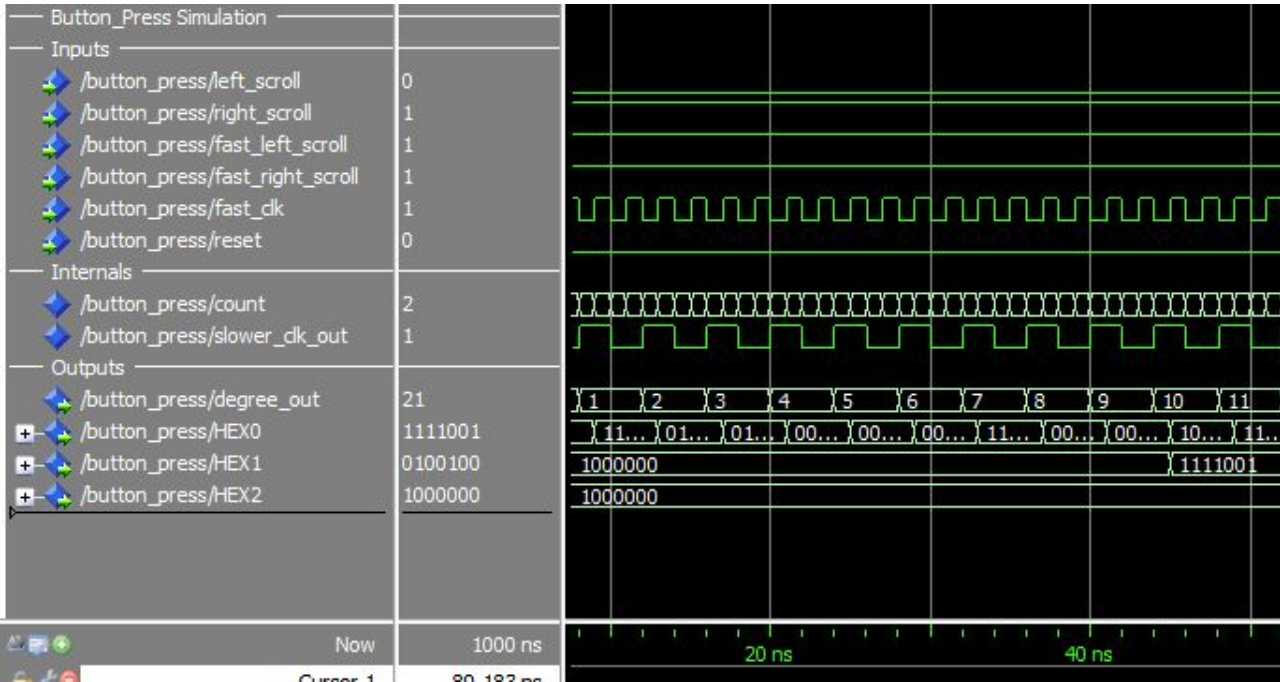 Button_Press Simulation
Inputs
/button_press/left_scroll 0
/button_press/right_scroll 1
/button_press/fast_left_scroll 1
/button_press/fast_right_scroll 1
/button_press/fast_clk 1
/button_press/reset 0
Internals
/button_press/count 2
/button_press/slower_clk_out 1
Outputs
/button_press/degree_out 21 1 2 3 4 5 6 7 8 9 10 11
/button_press/HEX0 1111001 11... 01... 01... 00... 00... 00... 11... 00... 00... 10... 11..
/button_press/HEX1 0100100 1000000 1111001
/button_press/HEX2 1000000 1000000
Now 1000 ns 20 ns 40 ns
Cursor 1 80.183 ns